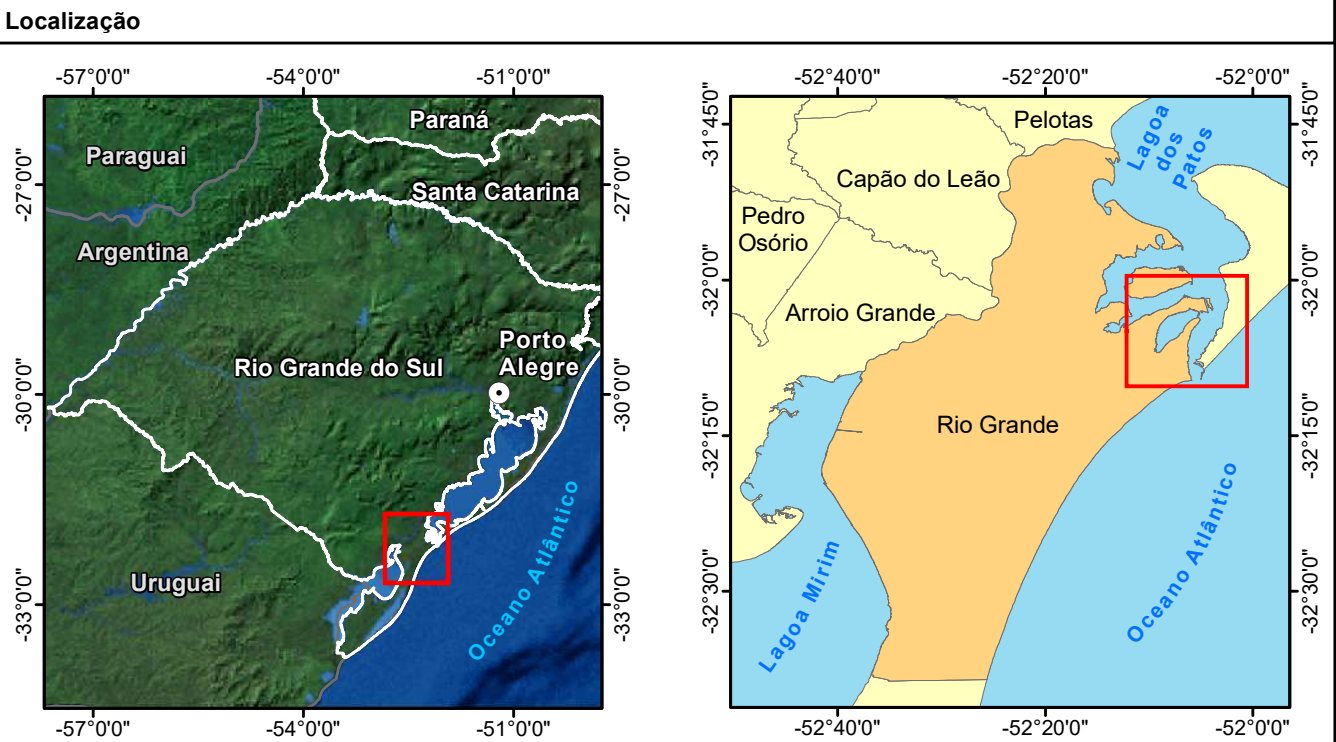 Localização
-57°0'0"
-54°0'0"
-51°0'0"
-27°0'0"
-30°0'0"
-33°0'0"
Paraná
Paraguai
Santa Catarina
Argentina
Porto
Alegre
Rio Grande do Sul
Uruguai
Oceano Atlântico
-27°0'0"
-30°0'0"
-33°0'0"
-57°0'0"
-54°0'0"
-51°0'0"
-52°40'0"
-52°20'0"
-52°0'0"
-31°45'0"
-32°0'0"
-32°15'0"
-32°30'0"
Pelotas
Lagoa
dos
Patos
Capão do Leão
Pedro
Osório
Arroio Grande
Rio Grande
Lagoa Mirim
Oceano Atlântico
-31°45'0"
-32°0'0"
-32°15'0"
-32°30'0"
-52°40'0"
-52°20'0"
-52°0'0"